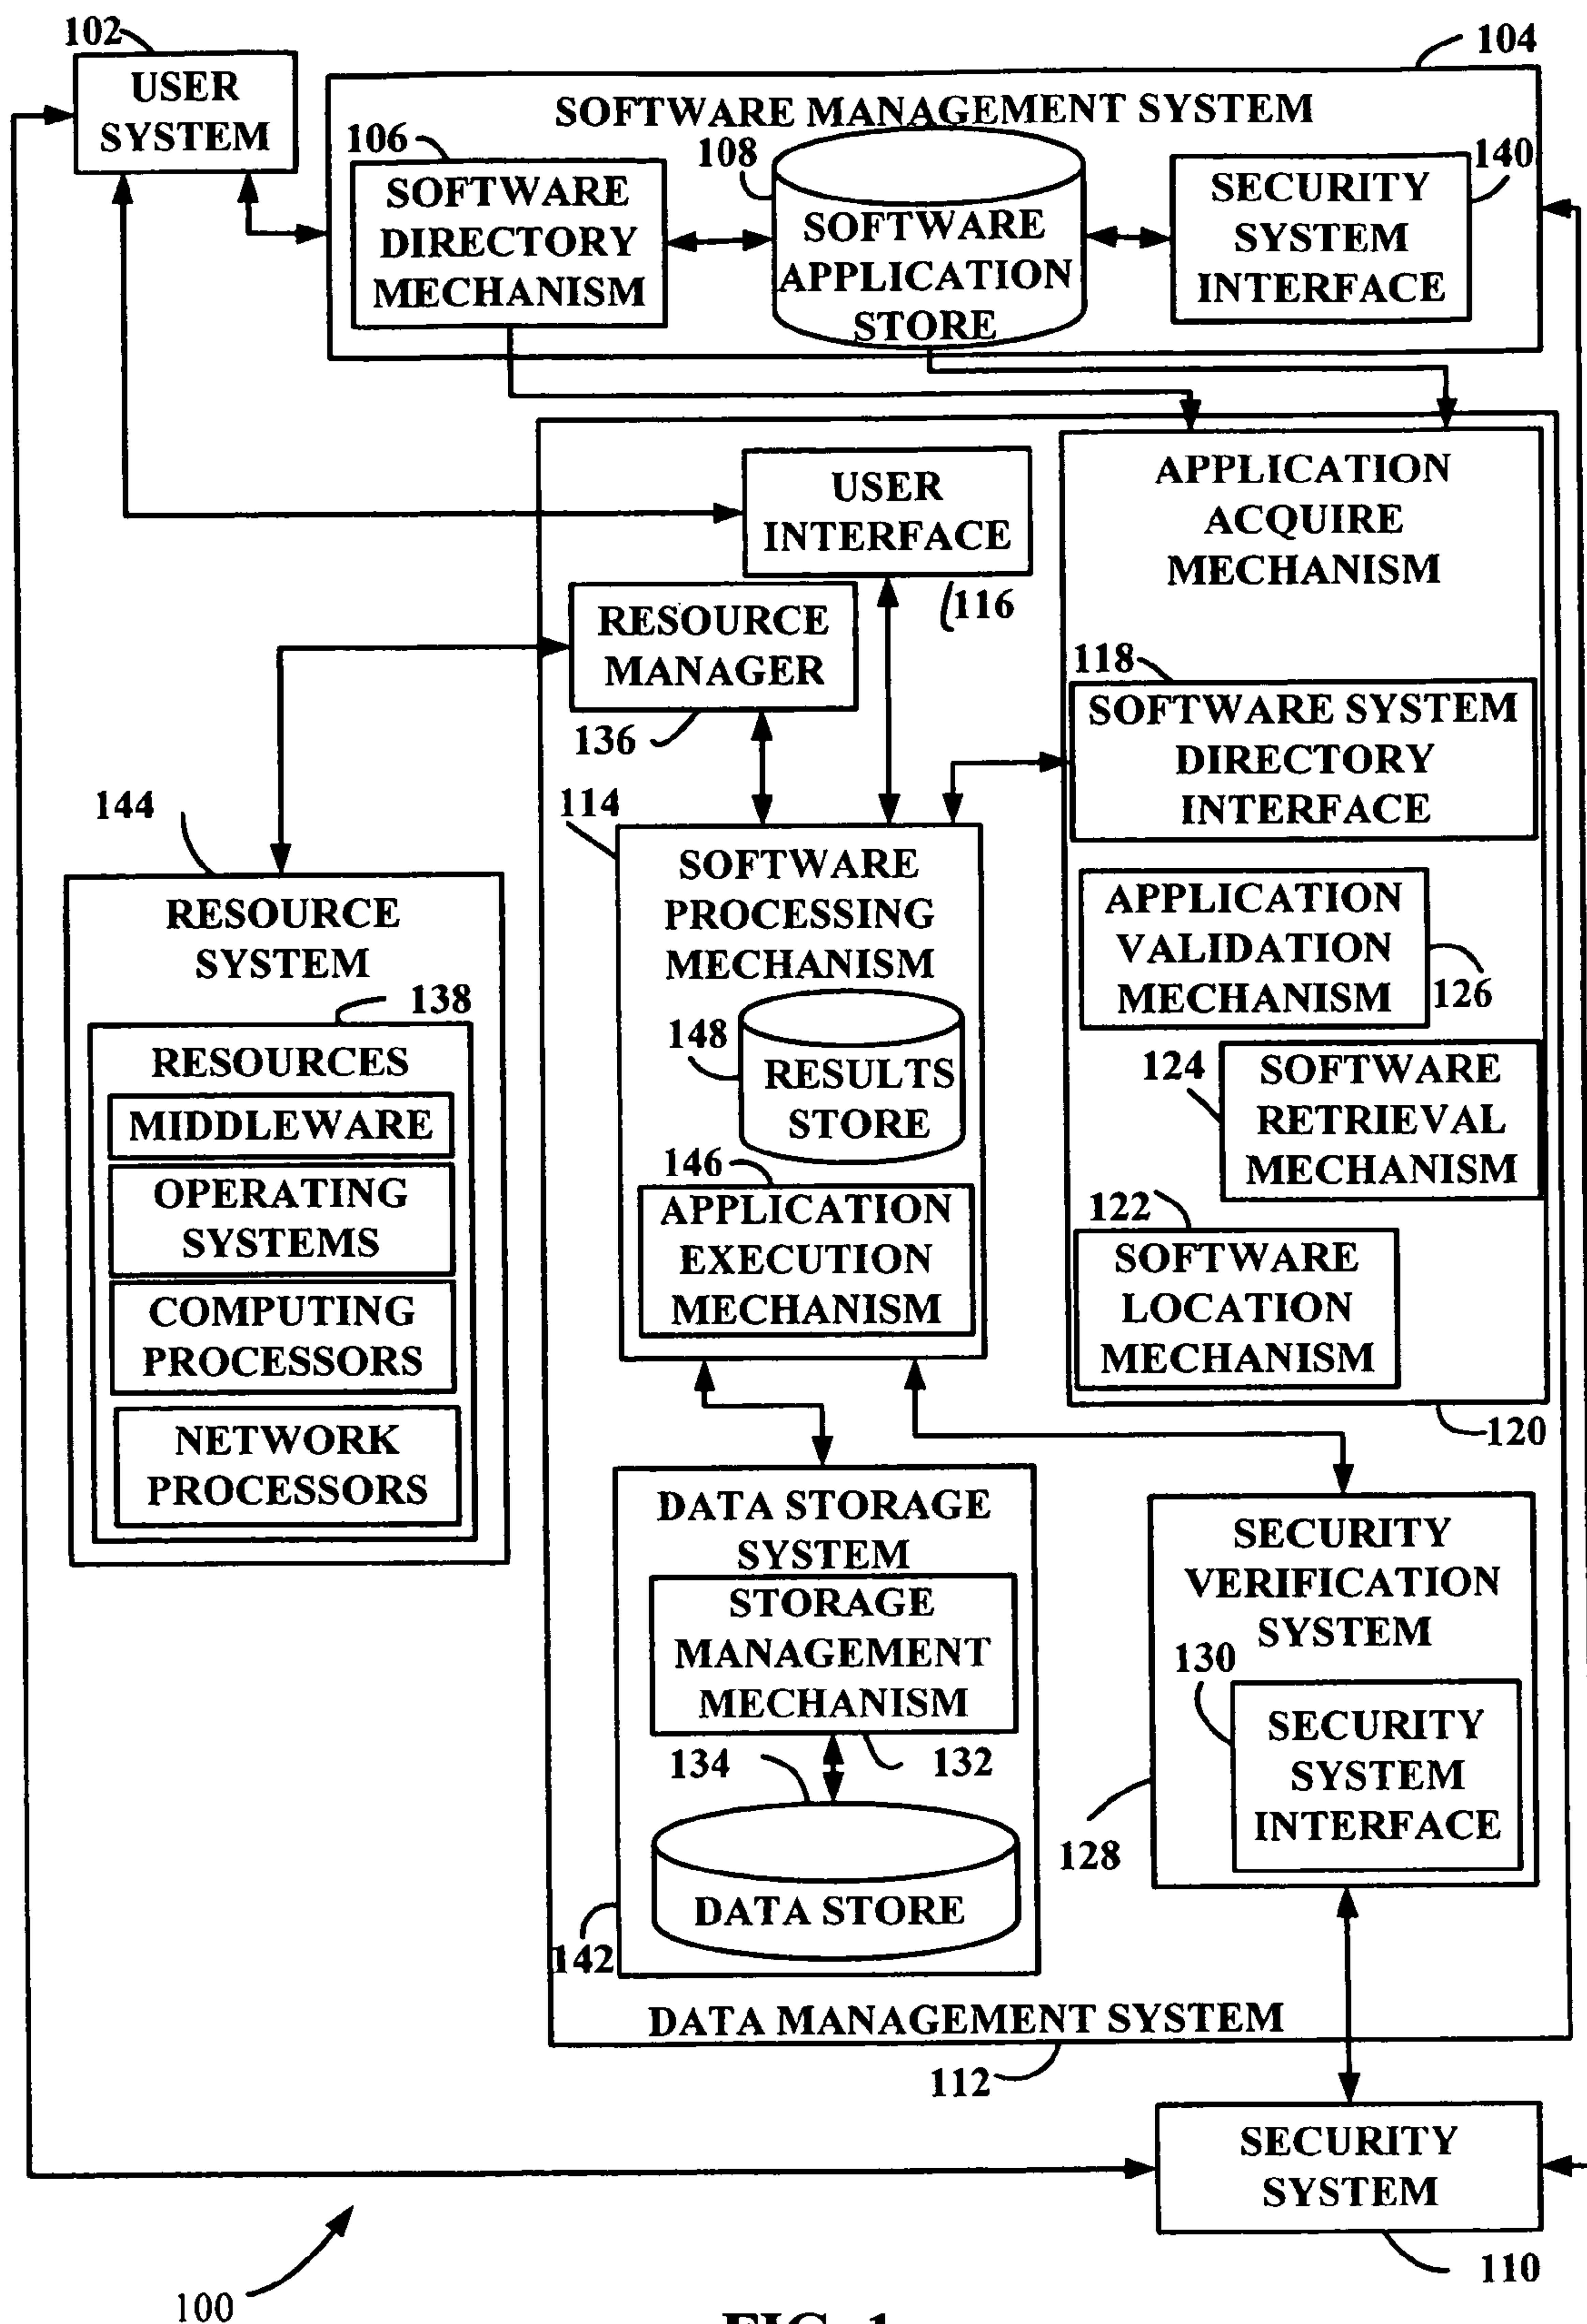 102
USER
SYSTEM
104
SOFTWARE MANAGEMENT SYSTEM
106
SOFTWARE
DIRECTORY
MECHANISM
108
SOFTWARE
APPLICATION
STORE
140
SECURITY
SYSTEM
INTERFACE
USER
INTERFACE
116
RESOURCE
MANAGER
136
APPLICATION
ACQUIRE
MECHANISM
118
SOFTWARE SYSTEM
DIRECTORY
INTERFACE
144
RESOURCE
SYSTEM
138
RESOURCES
MIDDLEWARE
OPERATING
SYSTEMS
COMPUTING
PROCESSORS
NETWORK
PROCESSORS
114
SOFTWARE
PROCESSING
MECHANISM
148
RESULTS
STORE
146
APPLICATION
EXECUTION
MECHANISM
APPLICATION
VALIDATION
MECHANISM
126
124
SOFTWARE
RETRIEVAL
MECHANISM
122
SOFTWARE
LOCATION
MECHANISM
120
DATA STORAGE
SYSTEM
STORAGE
MANAGEMENT
MECHANISM
134
132
DATA STORE
142
SECURITY
VERIFICATION
SYSTEM
130
SECURITY
SYSTEM
INTERFACE
128
DATA MANAGEMENT SYSTEM
112
SECURITY
SYSTEM
110
100
FIG. 1